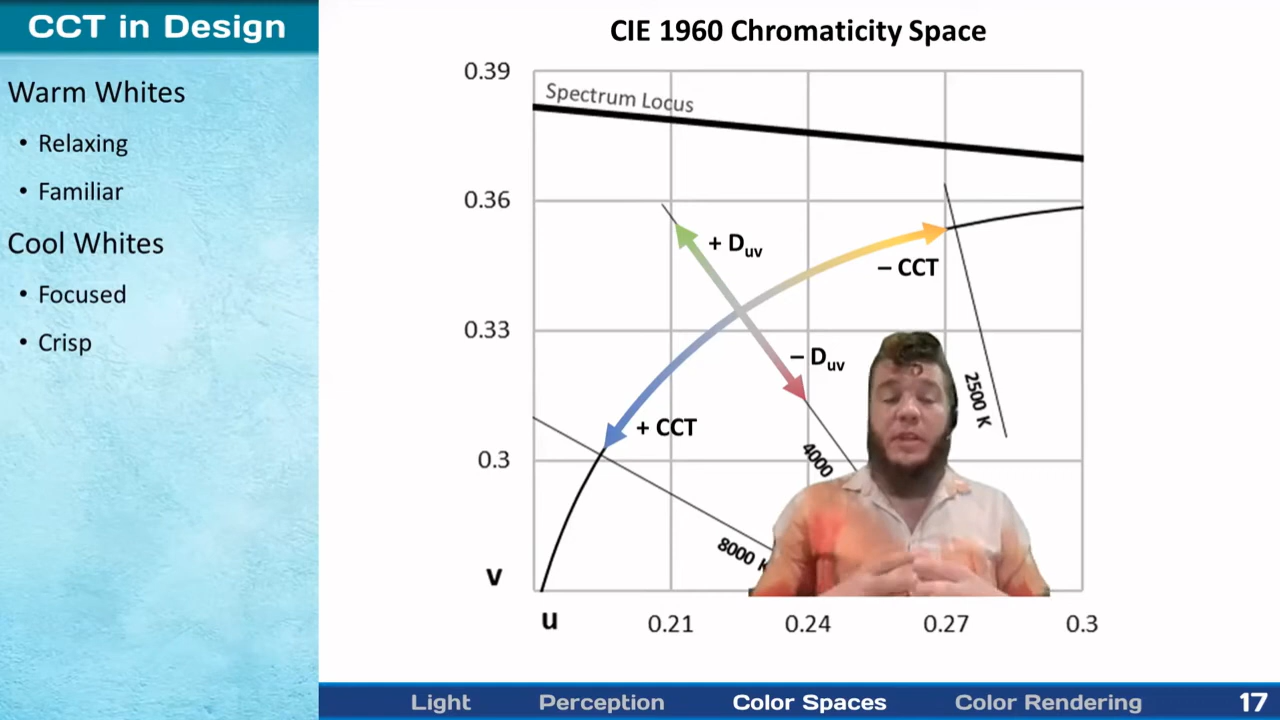 CCT in Design
Warm Whites
• Relaxing
• Familiar
Cool Whites
• Focused
• Crisp
CIE 1960 Chromaticity Space
0.39
Spectrum Locus
0.36
+ Duv
– CCT
0.33
– Duv
2500 K
+ CCT
0.3
4000
8000 K
v
u
0.21
0.24
0.27
0.3
Light
Perception
Color Spaces
Color Rendering
17